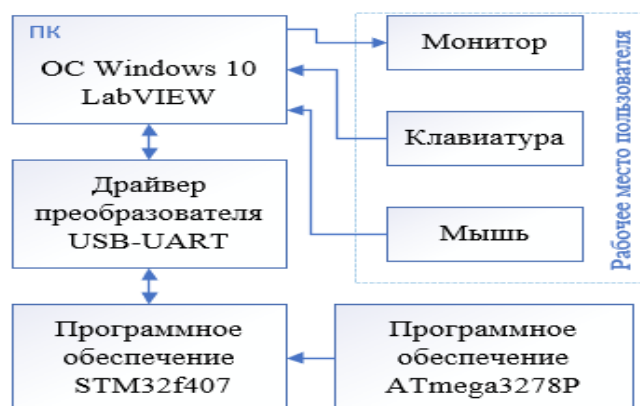 ПК
ОС Windows 10
LabVIEW
Монитор
Клавиатура
Мышь
Рабочее место пользователя
Драйвер
преобразователя
USB-UART
Программное
обеспечение
STM32f407
Программное
обеспечение
ATmega3278P